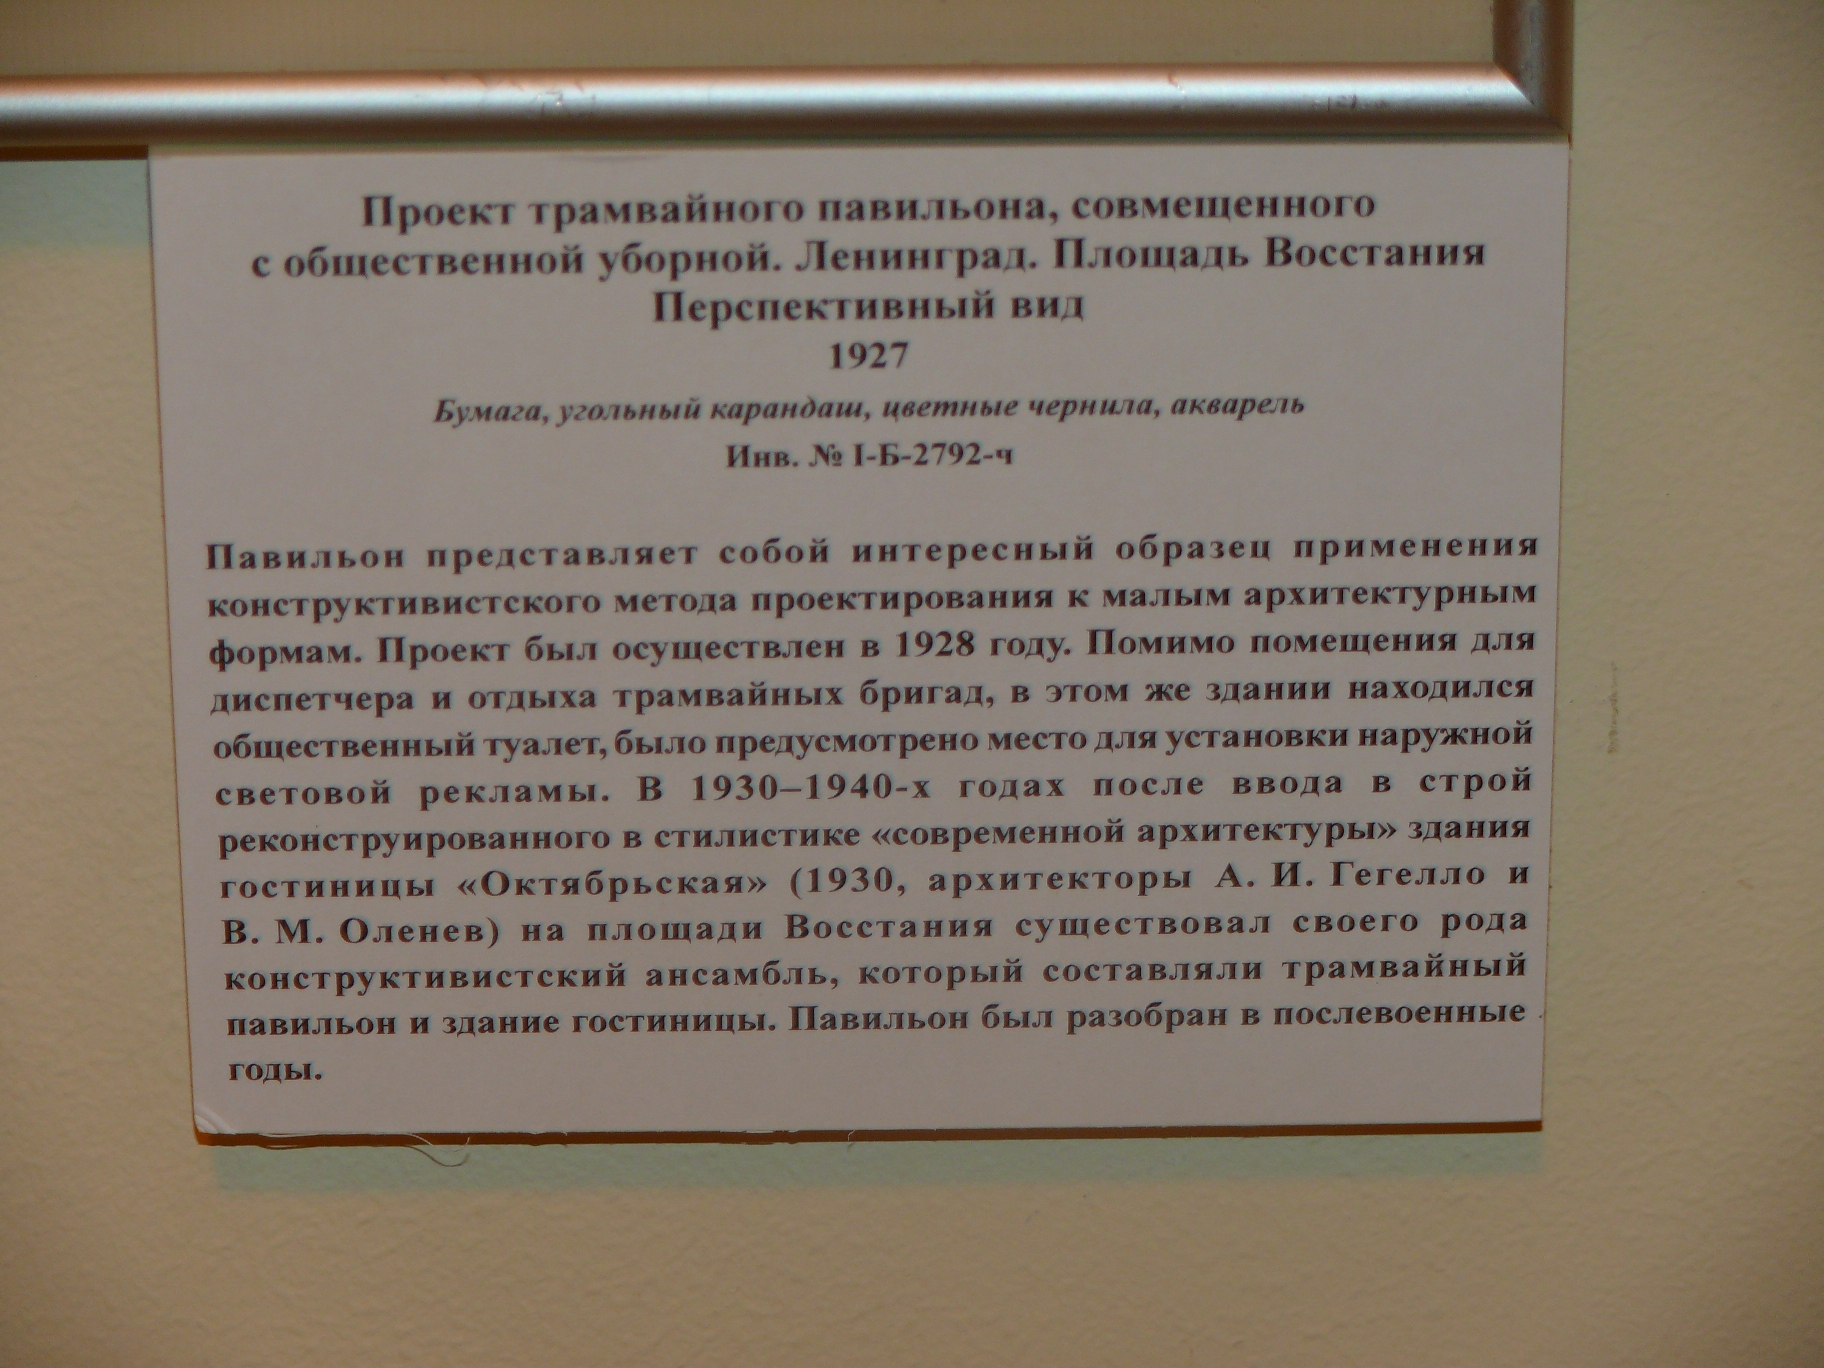 Проект трамвайного павильона, совмещенного
с общественной уборной. Ленинград. Площадь Восстания
Перспективный вид
1927
Бумага, угольный карандаш, цветные чернила, акварель
Инв. № I-Б-2792-ч
Павильон представляет собой интересный образец применения
конструктивистского метода проектирования к малым архитектурным
формам. Проект был осуществлен в 1928 году. Помимо помещения для
диспетчера и отдыха трамвайных бригад, в этом же здании находился
общественный туалет, было предусмотрено место для установки наружной
световой рекламы. В 1930–1940-х годах после ввода в строй
реконструированного в стилистике «современной архитектуры» здания
гостиницы «Октябрьская» (1930, архитекторы А. И. Гегелло и
В. М. Оленев) на площади Восстания существовал своего рода
конструктивистский ансамбль, который составляли трамвайный
павильон и здание гостиницы. Павильон был разобран в послевоенные
годы.